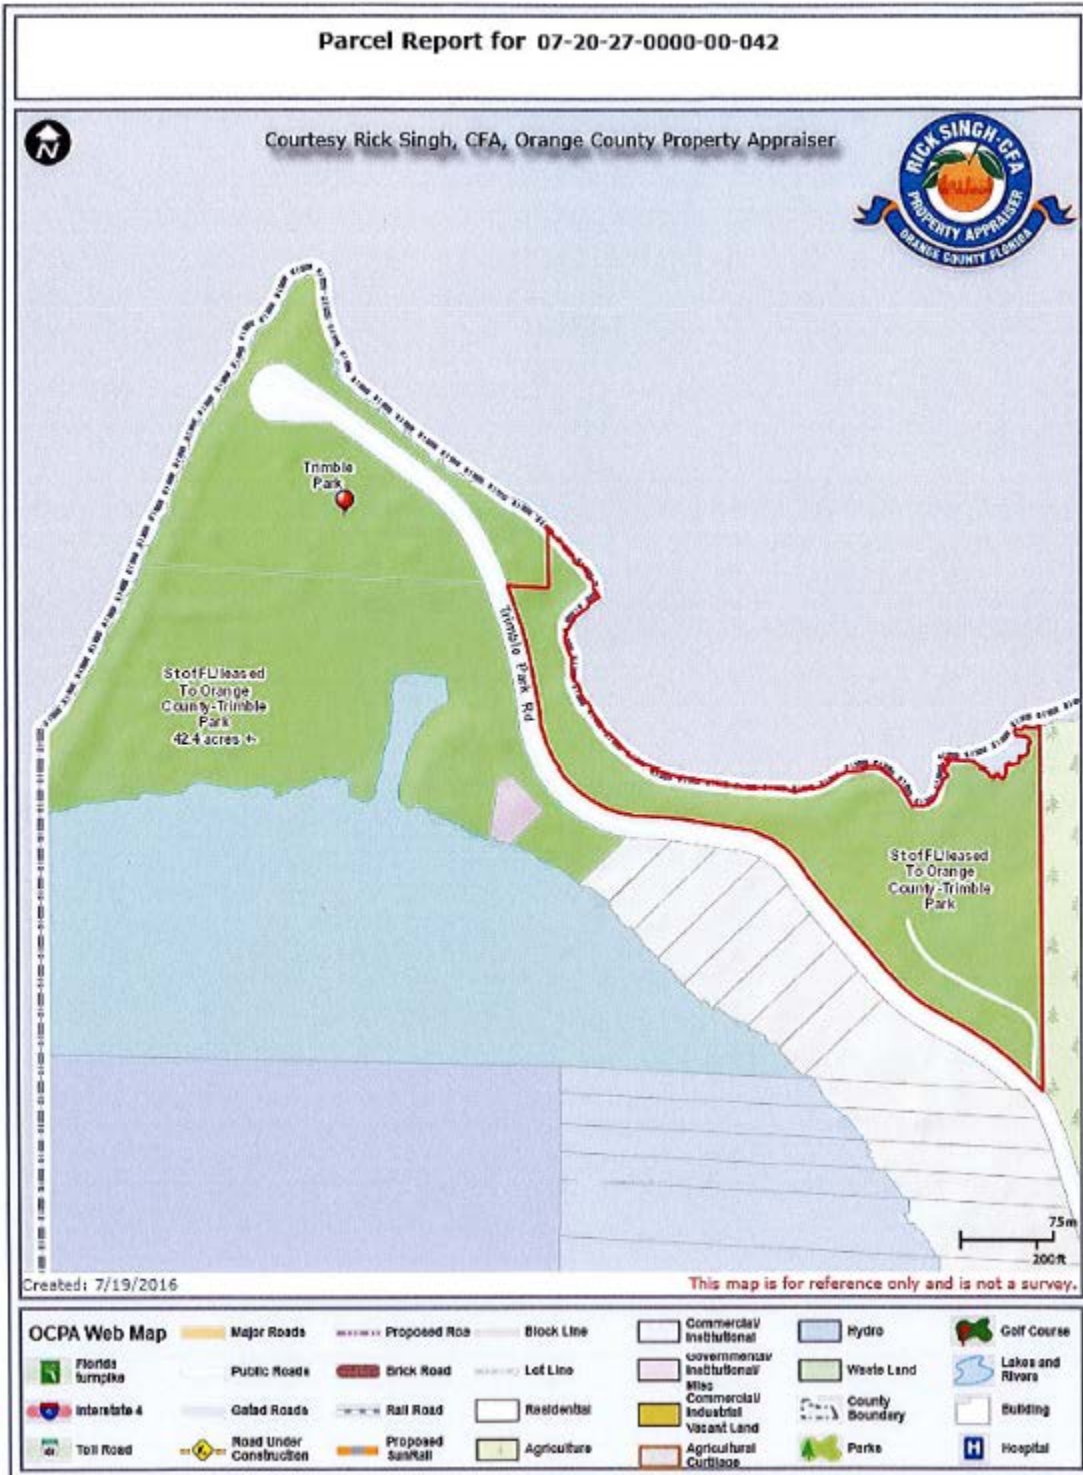 Parcel Report for 07-20-27-0000-00-042
N
Courtesy Rick Singh, CFA, Orange County Property Appraiser
RICK SINGH·CFA
PROPERTY APPRAISER
ORANGE COUNTY FLORIDA
Trimble
Park
Trimble Park Rd
St of FL/leased
To Orange
County-Trimble
Park
42.4 acres +-
St of FL/leased
To Orange
County-Trimble
Park
75m
200ft
Created: 7/19/2016
This map is for reference only and is not a survey.
OCPA Web Map
Major Roads
Proposed Roa
Block Line
Commercial/
Institutional
Hydro
Golf Course
Florida
turnpike
Public Roads
Brick Road
Lot Line
Governmental/
Institutional/
Misc
Waste Land
Lakes and
Rivers
Interstate 4
Gated Roads
Rail Road
Residential
Commercial/
Industrial
Vacant Land
County
Boundary
Building
Toll Road
Road Under
Construction
Proposed
SunRail
Agriculture
Agricultural
Curtilage
Parks
H
Hospital